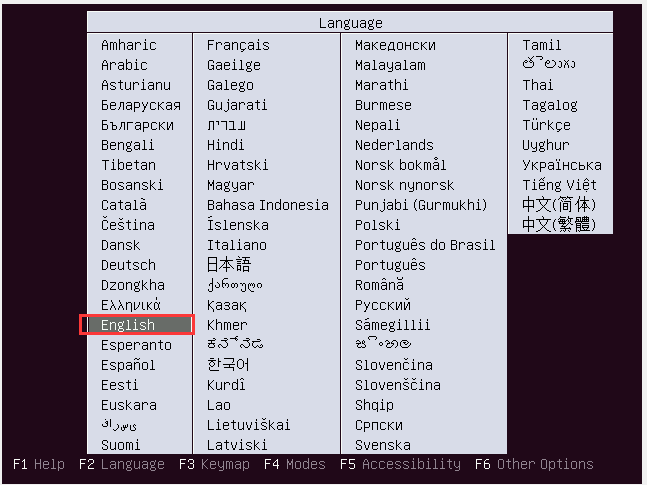 Language
Amharic
Arabic
Asturianu
Беларуская
Български
Bengali
Tibetan
Bosanski
Català
Čeština
Dansk
Deutsch
Dzongkha
Ελληνικά
English
Esperanto
Español
Eesti
Euskara
فارسی
Suomi
Français
Gaeilge
Galego
Gujarati
עברית
Hindi
Hrvatski
Magyar
Bahasa Indonesia
Íslenska
Italiano
日本語
ქართული
Қазақ
Khmer
ಕನ್ನಡ
한국어
Kurdî
Lao
Lietuviškai
Latviski
Македонски
Malayalam
Marathi
Burmese
Nepali
Nederlands
Norsk bokmål
Norsk nynorsk
Punjabi (Gurmukhi)
Polski
Português do Brasil
Português
Română
Русский
Sámegillii
සිංහල
Slovenčina
Slovenščina
Shqip
Српски
Svenska
Tamil
తెలుగు
Thai
Tagalog
Türkçe
Uyghur
Українська
Tiếng Việt
中文(简体)
中文(繁體)
F1 Help F2 Language F3 Keymap F4 Modes F5 Accessibility F6 Other Options